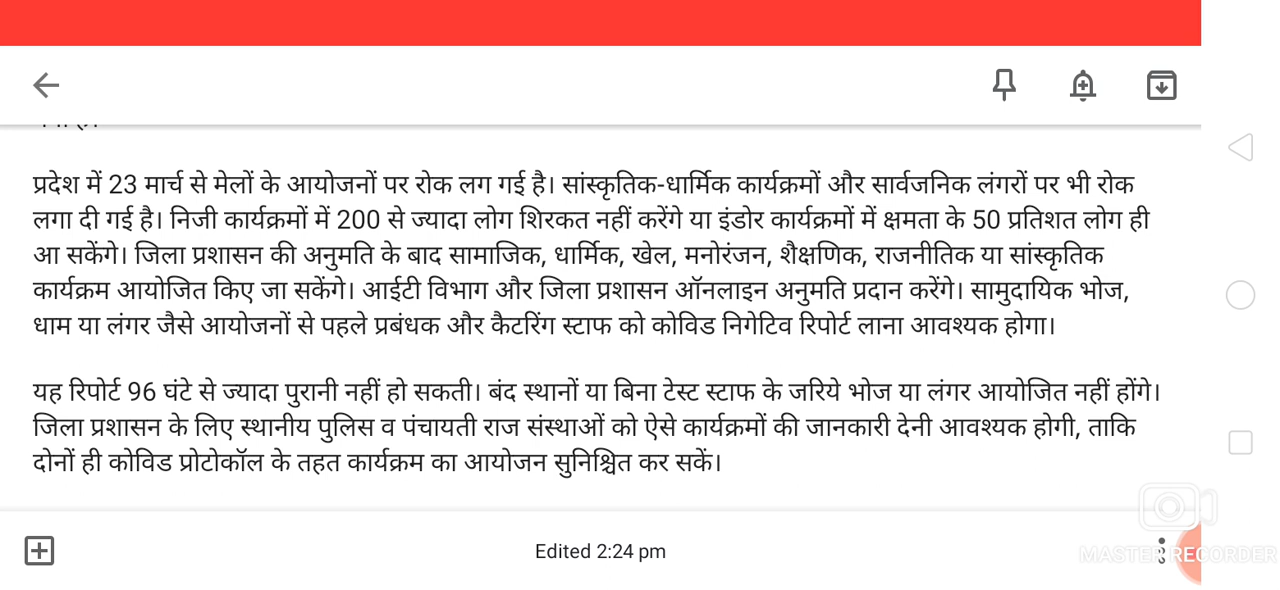 प्रदेश में 23 मार्च से मेलों के आयोजनों पर रोक लग गई है। सांस्कृतिक-धार्मिक कार्यक्रमों और सार्वजनिक लंगरों पर भी रोक
लगा दी गई है। निजी कार्यक्रमों में 200 से ज्यादा लोग शिरकत नहीं करेंगे या इंडोर कार्यक्रमों में क्षमता के 50 प्रतिशत लोग ही
आ सकेंगे। जिला प्रशासन की अनुमति के बाद सामाजिक, धार्मिक, खेल, मनोरंजन, शैक्षणिक, राजनीतिक या सांस्कृतिक
कार्यक्रम आयोजित किए जा सकेंगे। आईटी विभाग और जिला प्रशासन ऑनलाइन अनुमति प्रदान करेंगे। सामुदायिक भोज,
धाम या लंगर जैसे आयोजनों से पहले प्रबंधक और कैटरिंग स्टाफ को कोविड निगेटिव रिपोर्ट लाना आवश्यक होगा।
यह रिपोर्ट 96 घंटे से ज्यादा पुरानी नहीं हो सकती। बंद स्थानों या बिना टेस्ट स्टाफ के जरिये भोज या लंगर आयोजित नहीं होंगे।
जिला प्रशासन के लिए स्थानीय पुलिस व पंचायती राज संस्थाओं को ऐसे कार्यक्रमों की जानकारी देनी आवश्यक होगी, ताकि
दोनों ही कोविड प्रोटोकॉल के तहत कार्यक्रम का आयोजन सुनिश्चित कर सकें।
Edited 2:24 pm
MASTER RECORDER